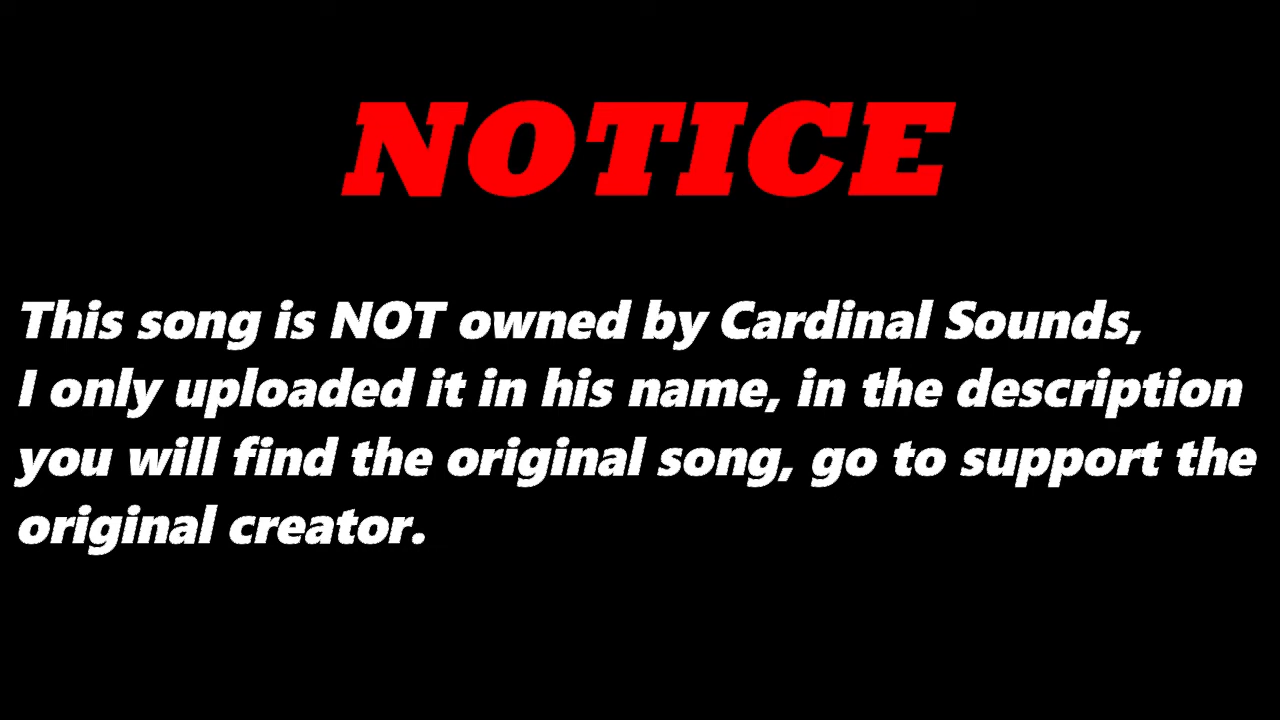 NOTICE
This song is NOT owned by Cardinal Sounds,
I only uploaded it in his name, in the description
you will find the original song, go to support the
original creator.